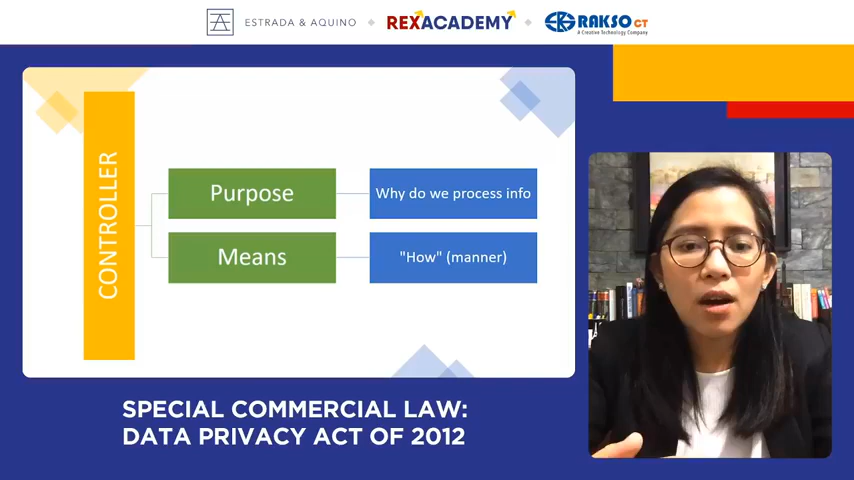 ESTRADA & AQUINO
REXACADEMY
RAKSO CT
A Creative Technology Company
CONTROLLER
Purpose
Why do we process info
Means
"How" (manner)
SPECIAL COMMERCIAL LAW:
DATA PRIVACY ACT OF 2012